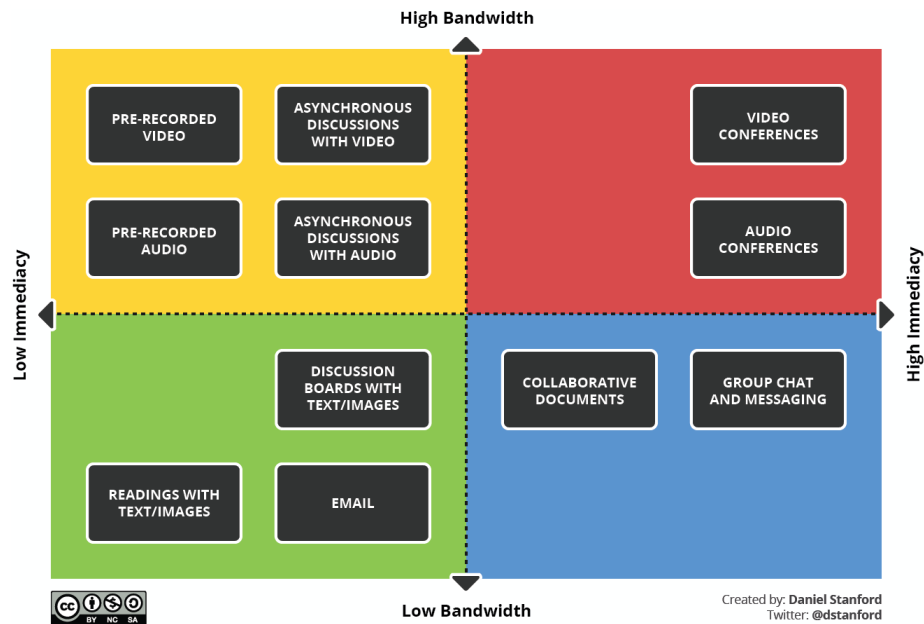 High Bandwidth
PRE-RECORDED
VIDEO
ASYNCHRONOUS
DISCUSSIONS
WITH VIDEO
VIDEO
CONFERENCES
PRE-RECORDED
AUDIO
ASYNCHRONOUS
DISCUSSIONS
WITH AUDIO
AUDIO
CONFERENCES
Low Immediacy
High Immediacy
DISCUSSION
BOARDS WITH
TEXT/IMAGES
COLLABORATIVE
DOCUMENTS
GROUP CHAT
AND MESSAGING
READINGS WITH
TEXT/IMAGES
EMAIL
Low Bandwidth
cc
BY NC SA
Created by: Daniel Stanford
Twitter: @dstanford